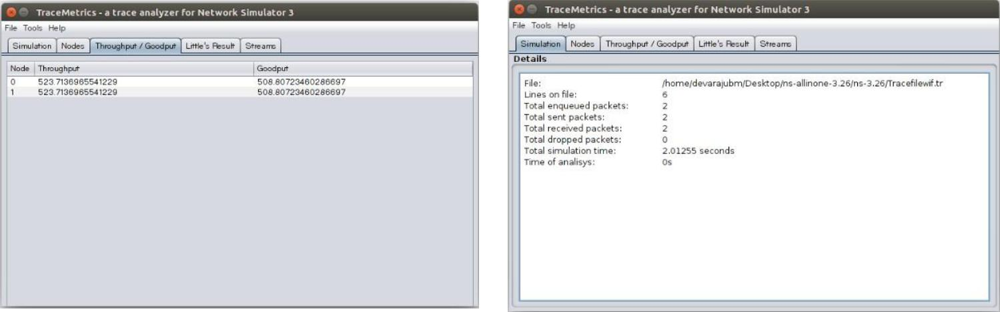 TraceMetrics - a trace analyzer for Network Simulator 3
File Tools Help
Simulation Nodes Throughput / Goodput Little's Result Streams
Node Throughput Goodput
0 523.7136965541229 508.80723460286697
1 523.7136965541229 508.80723460286697
TraceMetrics - a trace analyzer for Network Simulator 3
File Tools Help
Simulation Nodes Throughput / Goodput Little's Result Streams
Details
File: /home/devarajubm/Desktop/ns-allinone-3.26/ns-3.26/Tracefilewif.tr
Lines on file: 6
Total enqueued packets: 2
Total sent packets: 2
Total received packets: 2
Total dropped packets: 0
Total simulation time: 2.01255 seconds
Time of analisys: 0s